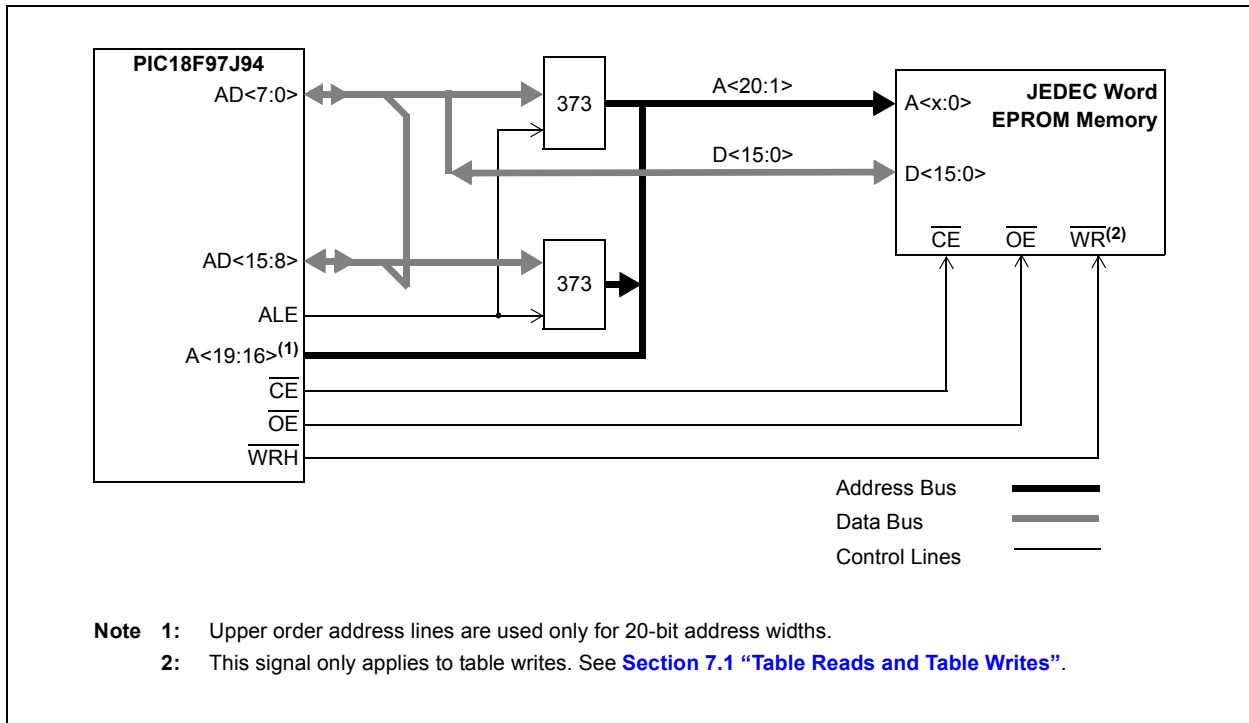 PIC18F97J94
AD<7:0>
373
A<20:1>
A<x:0>
JEDEC Word
EPROM Memory
D<15:0>
D<15:0>
CE
OE
WR(2)
AD<15:8>
373
ALE
A<19:16>(1)
CE
OE
WRH
Address Bus
Data Bus
Control Lines
Note 1: Upper order address lines are used only for 20-bit address widths.
2: This signal only applies to table writes. See Section 7.1 “Table Reads and Table Writes”.